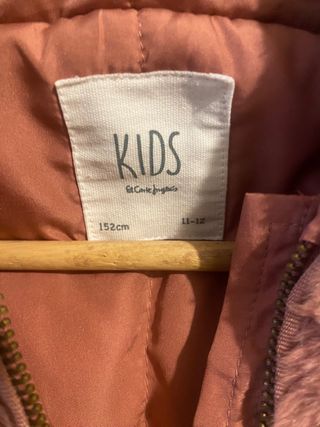 KIDS
El Corte Inglés
152cm 11-12